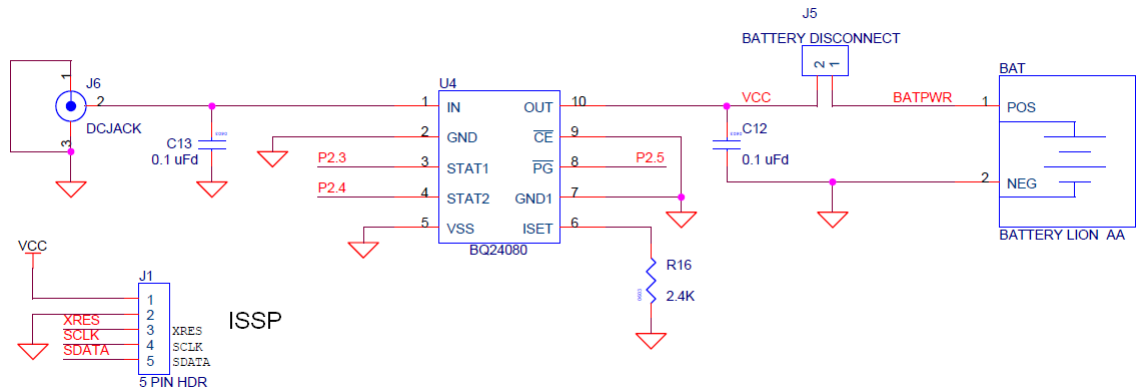 J5
BATTERY DISCONNECT
2 1
BAT
J6
1
2
3
DCJACK
C13
0.1 uFd
U4
1 IN OUT 10
2 GND CE 9
P2.3 3 STAT1 PG 8 P2.5
P2.4 4 STAT2 GND1 7
5 VSS ISET 6
BQ24080
VCC
BATPWR
C12
0.1 uFd
1 POS
2 NEG
BATTERY LION AA
R16
2.4K
VCC
J1
1
2
XRES 3 XRES
SCLK 4 SCLK
SDATA 5 SDATA
5 PIN HDR
ISSP